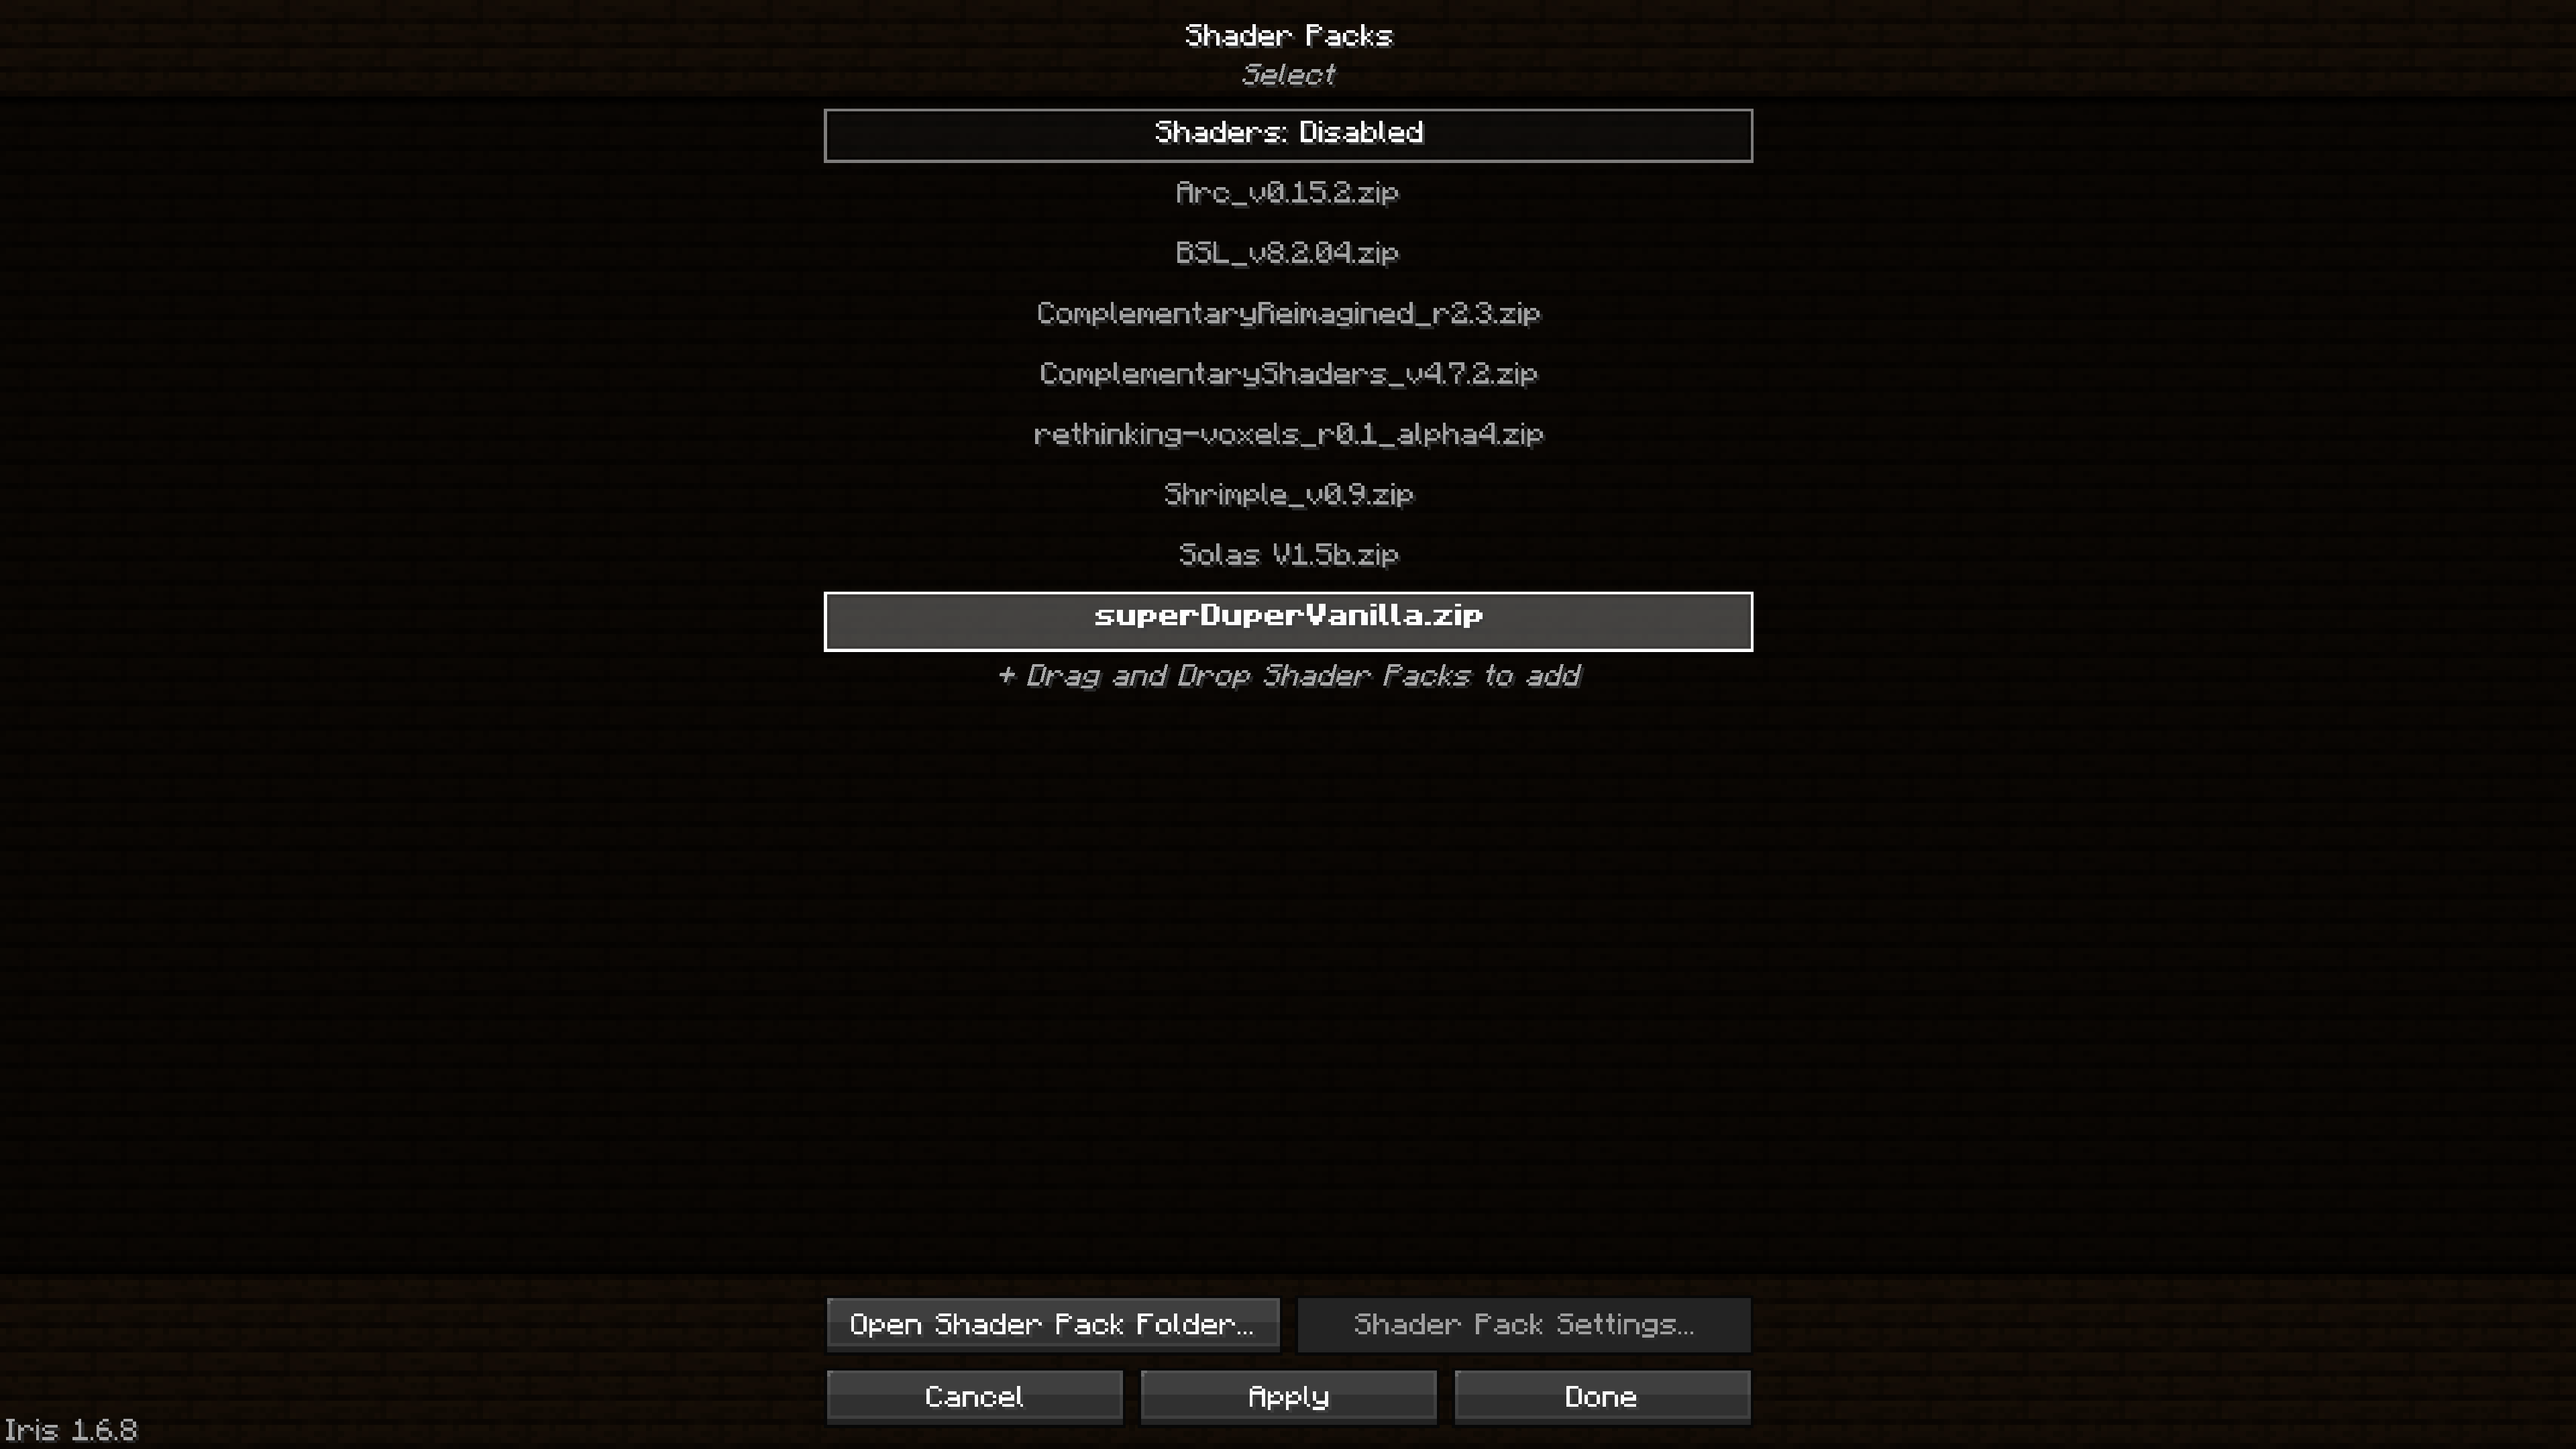 Shader Packs
Select
Shaders: Disabled
Arc_v0.15.2.zip
BSL_v8.2.04.zip
ComplementaryReimagined_r2.3.zip
ComplementaryShaders_v4.7.2.zip
rethinking-voxels_r0.1_alpha4.zip
Shrimple_v0.9.zip
Solas V1.5b.zip
superDuperVanilla.zip
+ Drag and Drop Shader Packs to add
Open Shader Pack Folder... Shader Pack Settings...
Cancel Apply Done
Iris 1.6.8